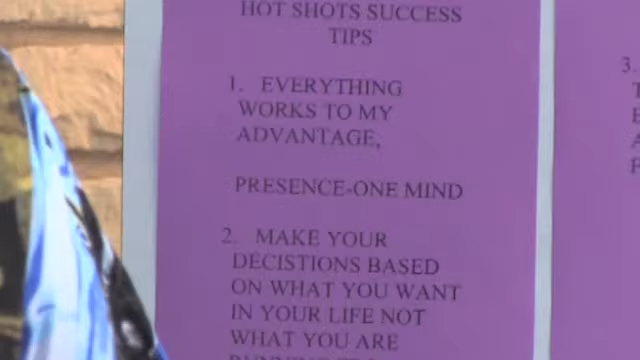 HOT SHOTS SUCCESS
TIPS
1. EVERYTHING
WORKS TO MY
ADVANTAGE,
PRESENCE-ONE MIND
2. MAKE YOUR
DECISTIONS BASED
ON WHAT YOU WANT
IN YOUR LIFE NOT
WHAT YOU ARE
3.